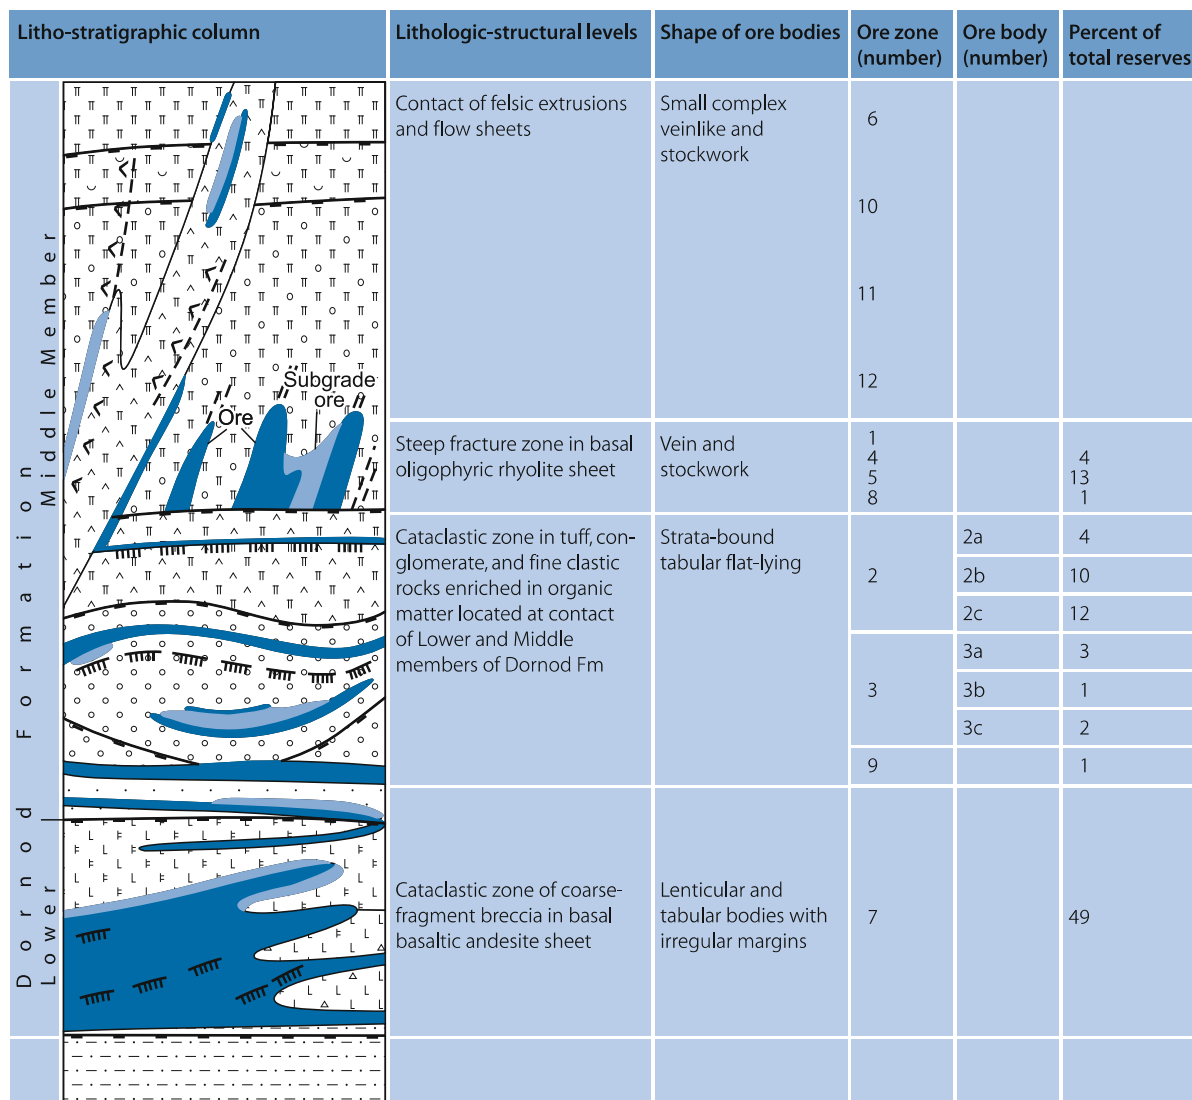 Litho-stratigraphic column
Lithologic-structural levels
Shape of ore bodies
Ore zone
(number)
Ore body
(number)
Percent of
total reserves
Dornod Formation
Middle Member
Lower
Subgrade
ore
Ore
Contact of felsic extrusions
and flow sheets
Small complex
veinlike and
stockwork
6
10
11
12
Steep fracture zone in basal
oligophyric rhyolite sheet
Vein and
stockwork
1
4 4
5 13
8 1
Cataclastic zone in tuff, con-
glomerate, and fine clastic
rocks enriched in organic
matter located at contact
of Lower and Middle
members of Dornod Fm
Strata-bound
tabular flat-lying
2
2a 4
2b 10
2c 12
3
3a 3
3b 1
3c 2
9 1
Cataclastic zone of coarse-
fragment breccia in basal
basaltic andesite sheet
Lenticular and
tabular bodies with
irregular margins
7 49